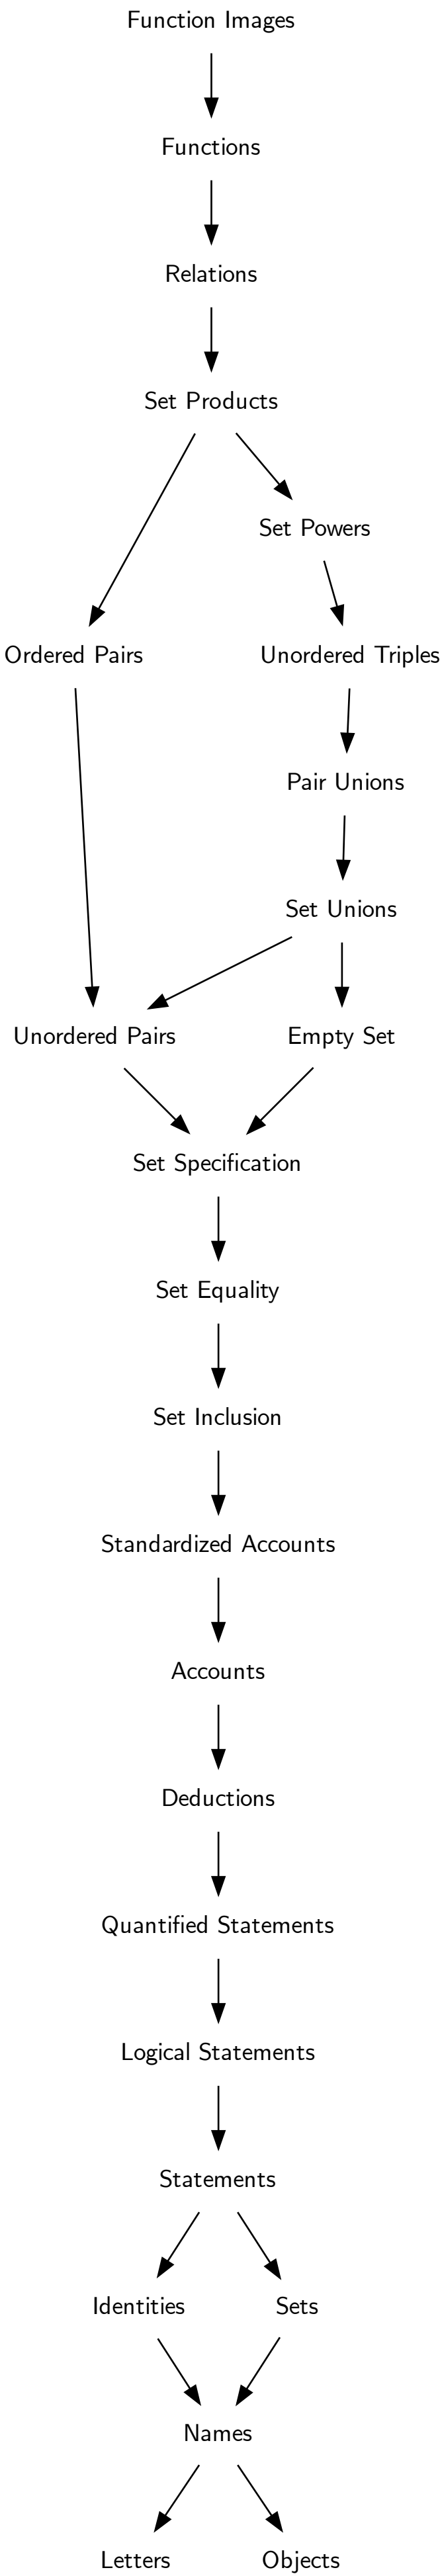 Function Images
Functions
Relations
Set Products
Set Powers
Ordered Pairs
Unordered Triples
Pair Unions
Set Unions
Unordered Pairs
Empty Set
Set Specification
Set Equality
Set Inclusion
Standardized Accounts
Accounts
Deductions
Quantified Statements
Logical Statements
Statements
Identities
Sets
Names
Letters
Objects